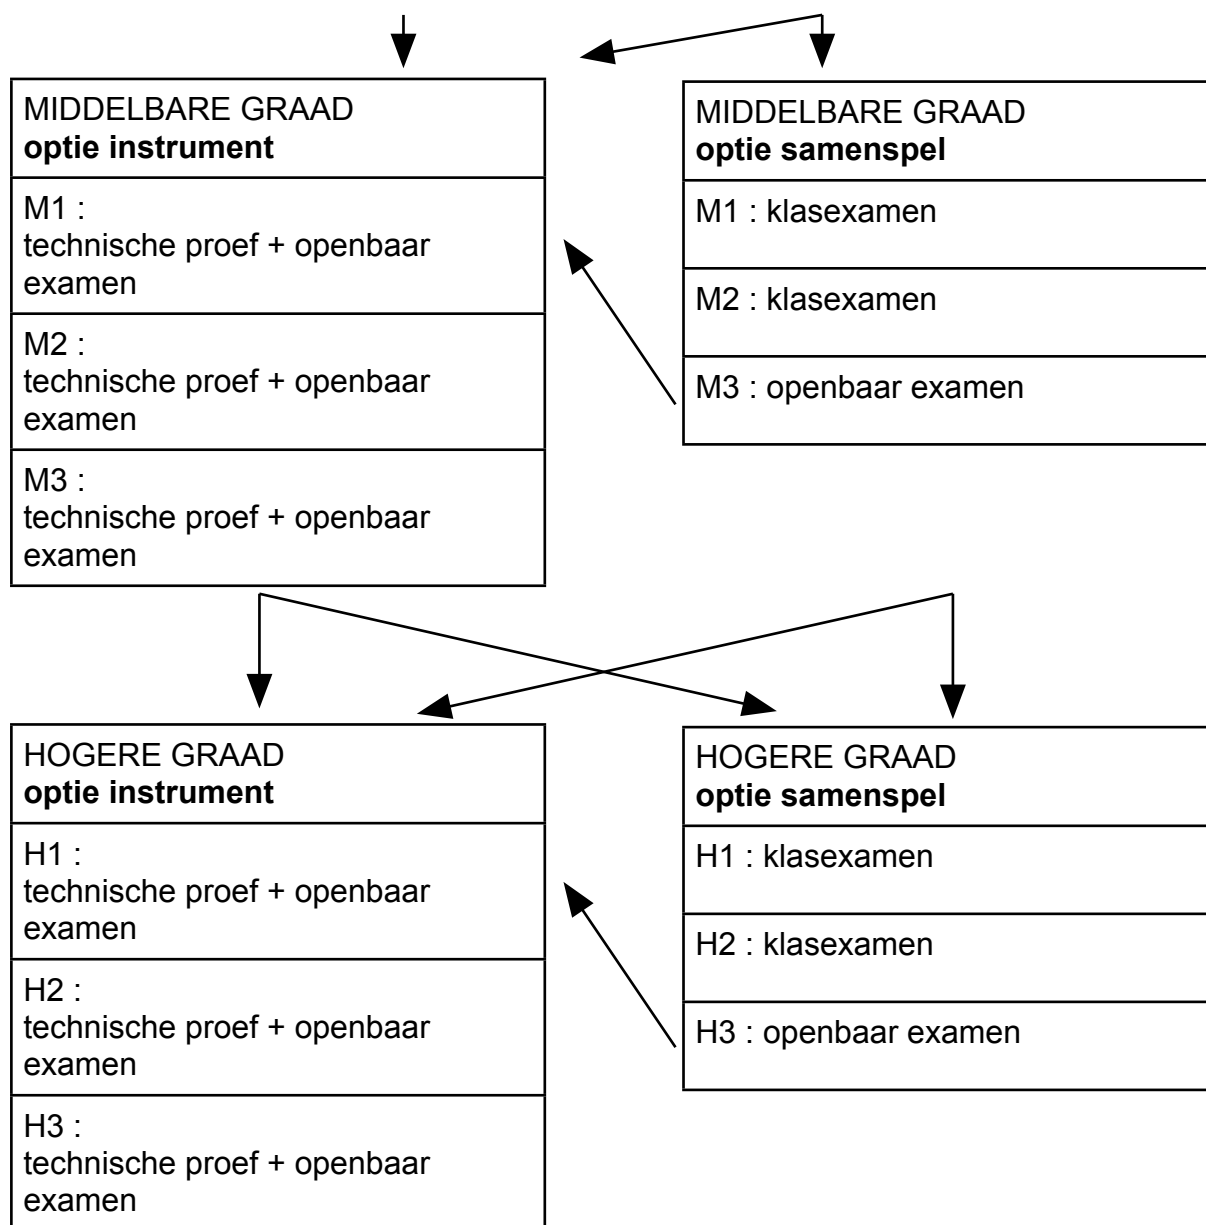 MIDDELBARE GRAAD
optie instrument
M1 :
technische proef + openbaar
examen
M2 :
technische proef + openbaar
examen
M3 :
technische proef + openbaar
examen
MIDDELBARE GRAAD
optie samenspel
M1 : klasexamen
M2 : klasexamen
M3 : openbaar examen
HOGERE GRAAD
optie instrument
H1 :
technische proef + openbaar
examen
H2 :
technische proef + openbaar
examen
H3 :
technische proef + openbaar
examen
HOGERE GRAAD
optie samenspel
H1 : klasexamen
H2 : klasexamen
H3 : openbaar examen